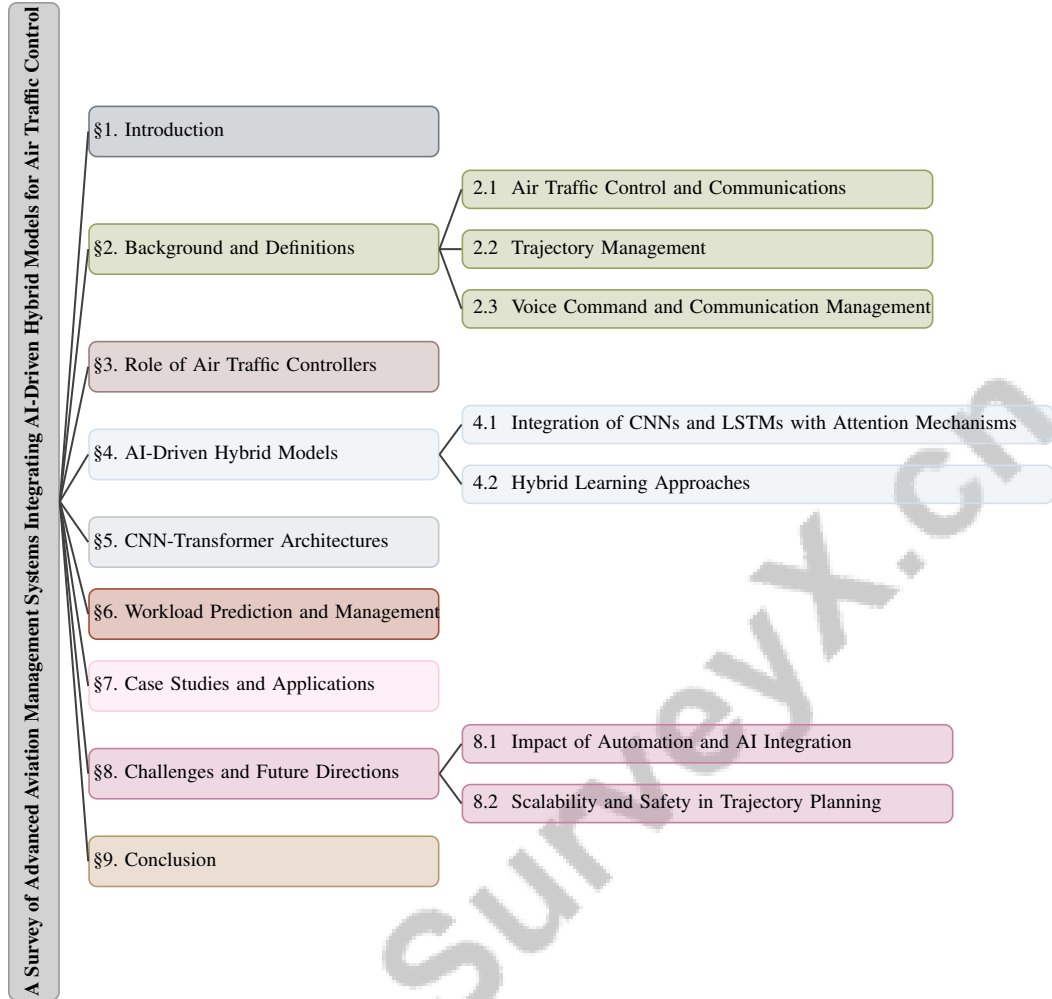 A Survey of Advanced Aviation Management Systems Integrating AI-Driven Hybrid Models for Air Traffic Control
§1. Introduction
§2. Background and Definitions
2.1 Air Traffic Control and Communications
2.2 Trajectory Management
2.3 Voice Command and Communication Management
§3. Role of Air Traffic Controllers
§4. AI-Driven Hybrid Models
4.1 Integration of CNNs and LSTMs with Attention Mechanisms
4.2 Hybrid Learning Approaches
§5. CNN-Transformer Architectures
§6. Workload Prediction and Management
§7. Case Studies and Applications
§8. Challenges and Future Directions
8.1 Impact of Automation and AI Integration
8.2 Scalability and Safety in Trajectory Planning
§9. Conclusion
Surveyx.cn